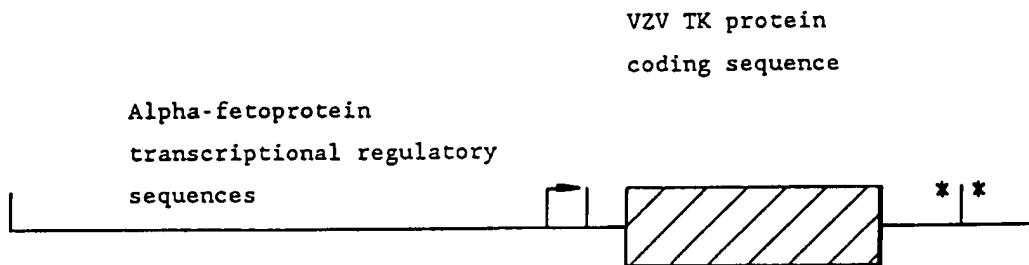 VZV TK protein
coding sequence
Alpha-fetoprotein
transcriptional regulatory
sequences
* *